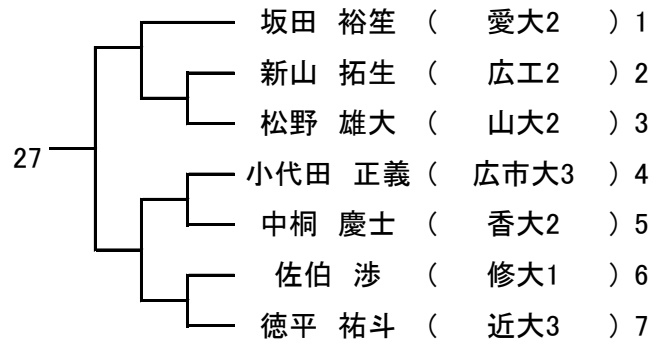 坂田 裕笙 ( 愛大2 ) 1
新山 拓生 ( 広工2 ) 2
松野 雄大 ( 山大2 ) 3
27
小代田 正義 ( 広市大3 ) 4
中桐 慶士 ( 香大2 ) 5
佐伯 渉 ( 修大1 ) 6
徳平 祐斗 ( 近大3 ) 7